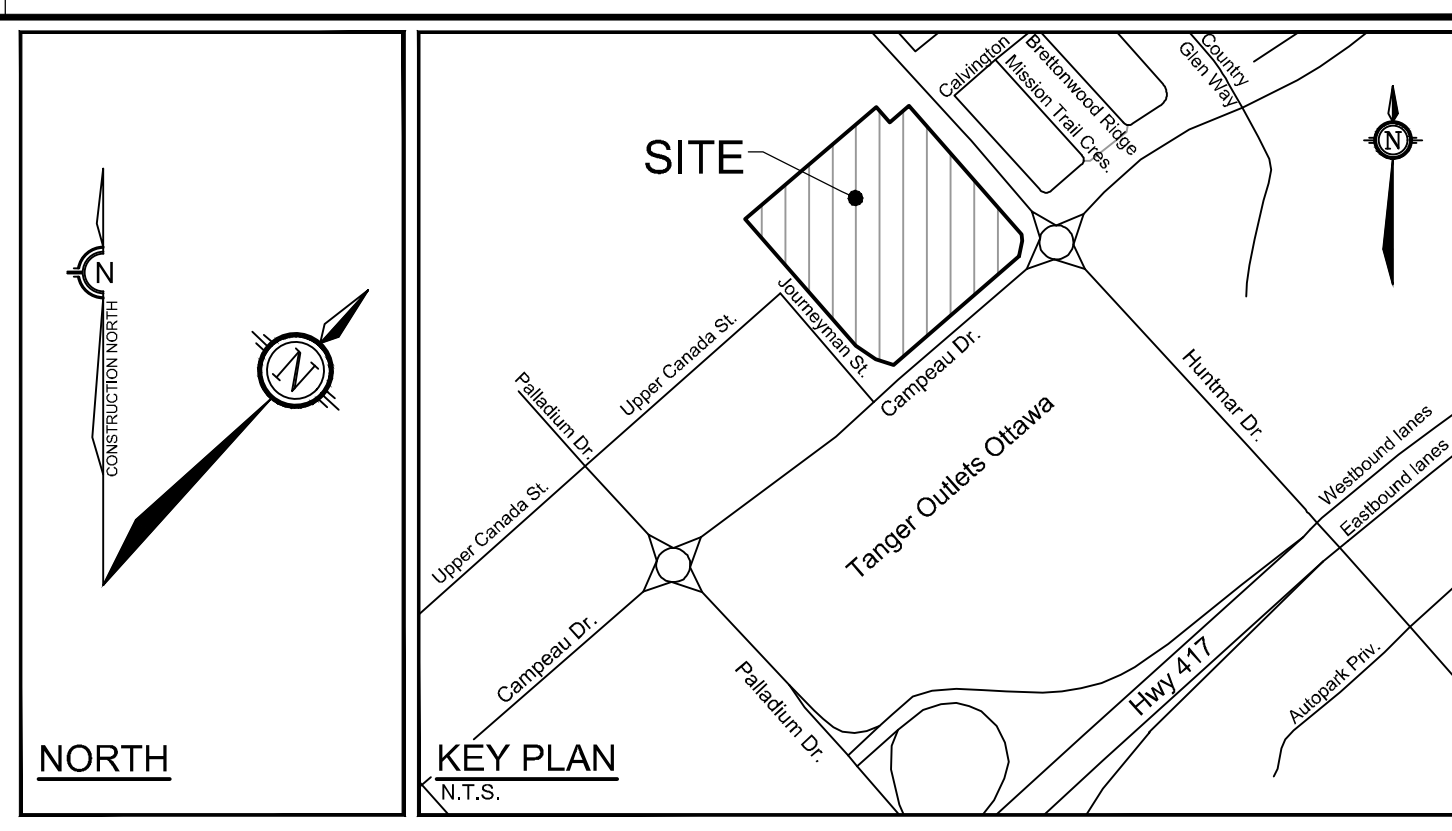 N
CONSTRUCTION NORTH
N
NORTH
SITE
Calvington
Brettonwood Ridge
Mission Trail Cres.
Country
Glen Way
N
Journeyman St.
Upper Canada St.
Palladium Dr.
Campeau Dr.
Huntmar Dr.
Tanger Outlets Ottawa
Westbound lanes
Eastbound lanes
Upper Canada St.
Campeau Dr.
Palladium Dr.
Hwy 417
Autopark Priv.
KEY PLAN
N.T.S.